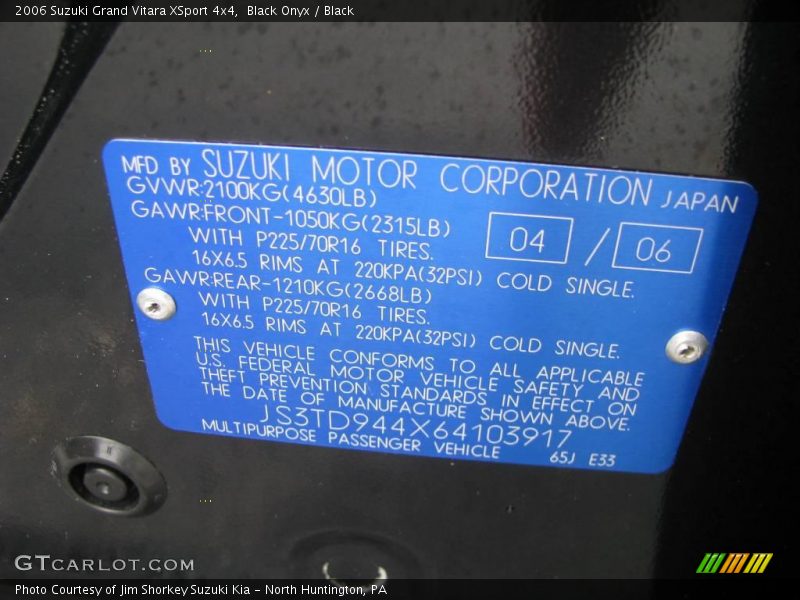 2006 Suzuki Grand Vitara XSport 4x4,  Black Onyx / Black
MFD BY SUZUKI MOTOR CORPORATION JAPAN
GVWR:2100KG(4630LB)
GAWR:FRONT-1050KG(2315LB)
04 / 06
WITH P225/70R16 TIRES.
16X6.5 RIMS AT 220KPA(32PSI) COLD SINGLE.
GAWR:REAR-1210KG(2668LB)
WITH P225/70R16 TIRES.
16X6.5 RIMS AT 220KPA(32PSI) COLD SINGLE.
THIS VEHICLE CONFORMS TO ALL APPLICABLE
U.S. FEDERAL MOTOR VEHICLE SAFETY AND
THEFT PREVENTION STANDARDS IN EFFECT ON
THE DATE OF MANUFACTURE SHOWN ABOVE.
JS3TD944X64103917
MULTIPURPOSE PASSENGER VEHICLE 65J E33
GTCARLOT.COM
Photo Courtesy of Jim Shorkey Suzuki Kia - North Huntington, PA